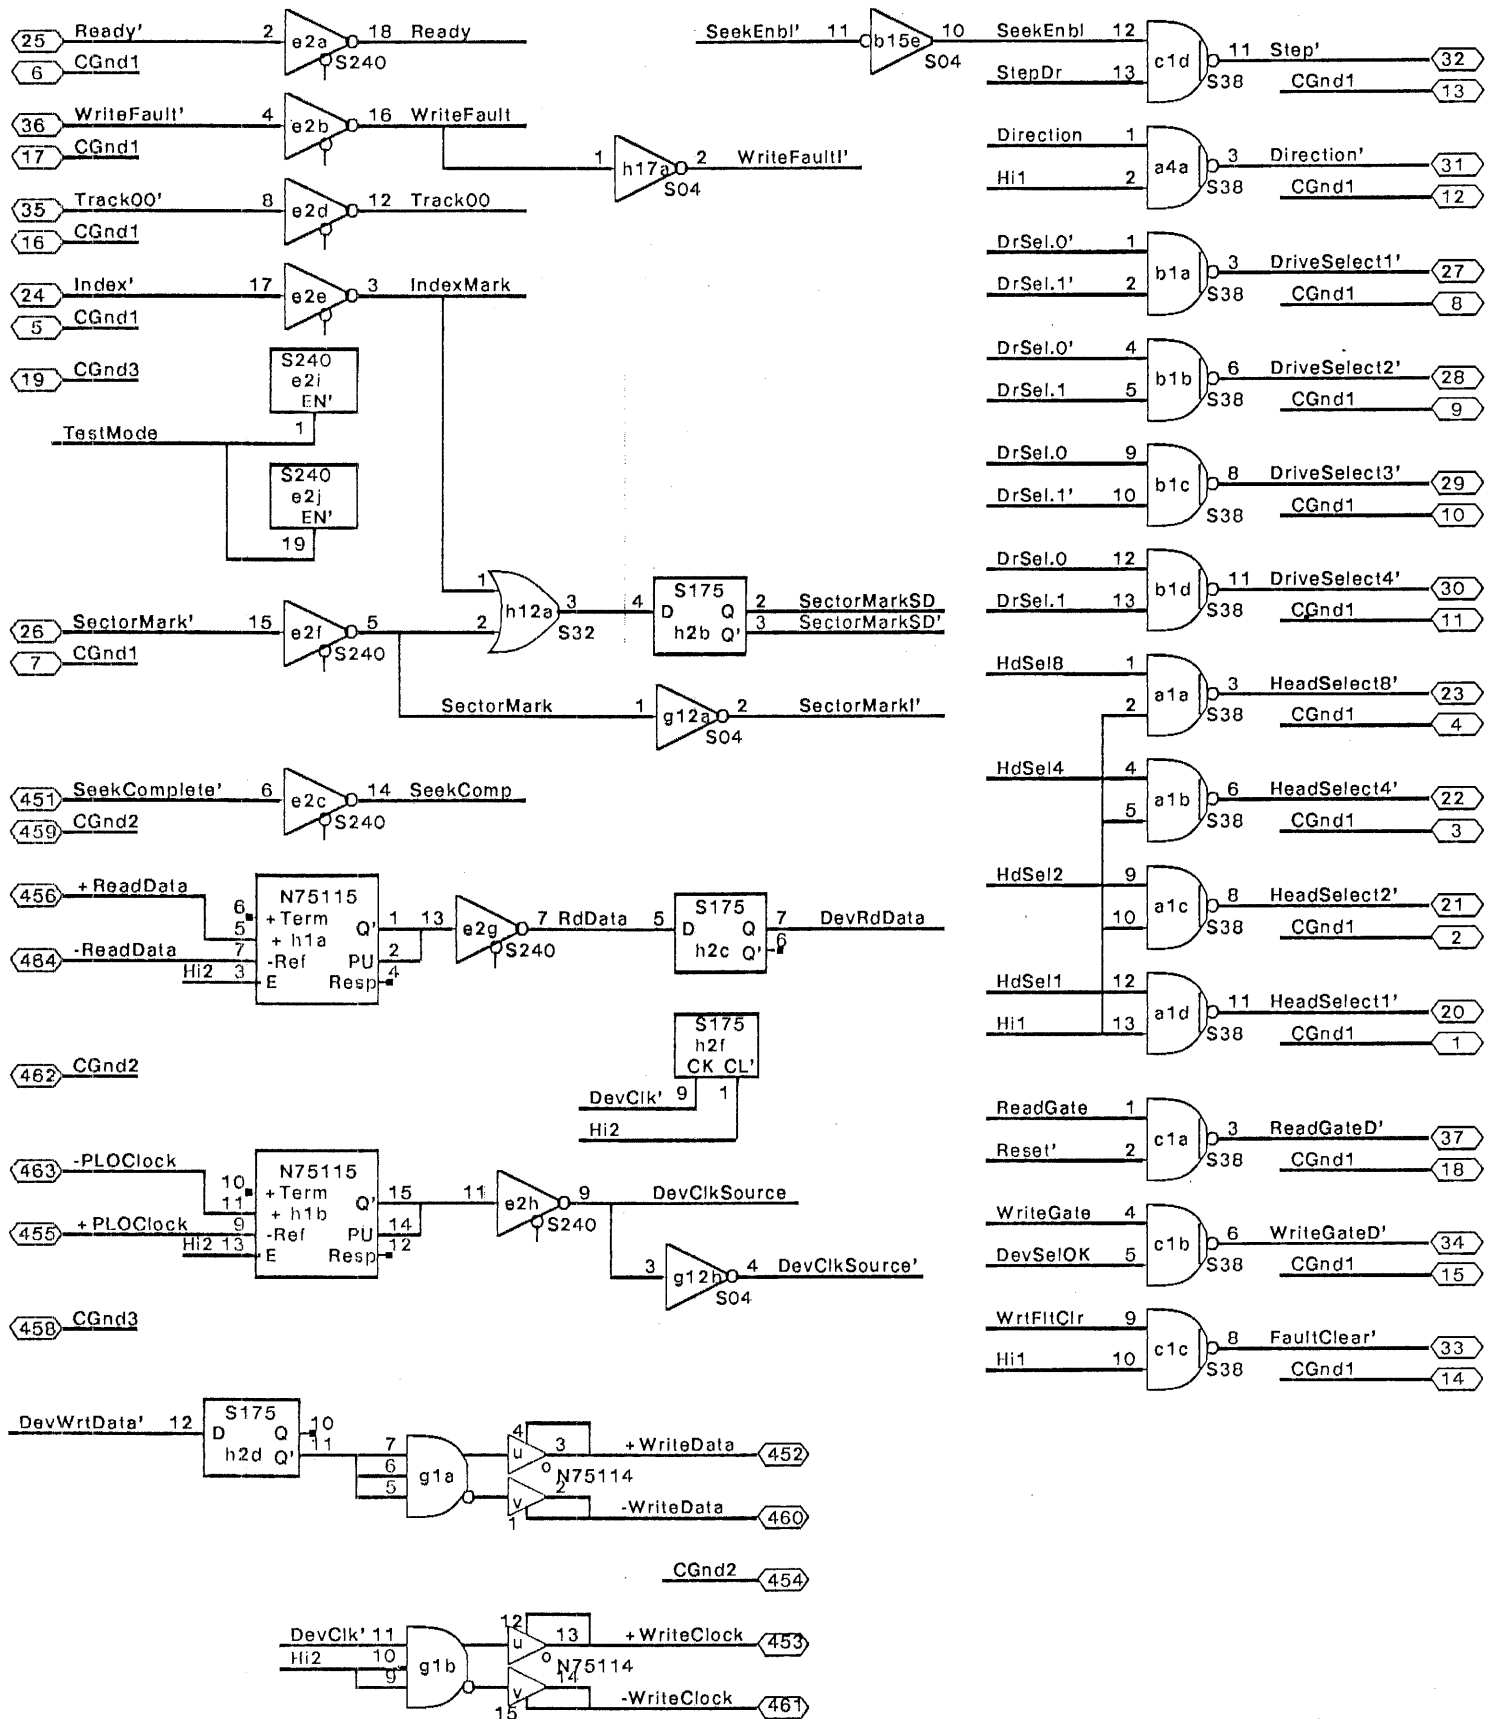 25 Ready' 2 e2a 18 Ready
6 CGnd1 S240
36 WriteFault' 4 e2b 16 WriteFault
17 CGnd1
1 h17a 2 WriteFaultI'
S04
35 Track00' 8 e2d 12 Track00
16 CGnd1
24 Index' 17 e2e 3 IndexMark
5 CGnd1
19 CGnd3
S240
e2i
EN'
1
TestMode
S240
e2j
EN'
19
1
h12a 3
2 S32
S175
4 D Q 2 SectorMarkSD
h2b Q' 3 SectorMarkSD'
26 SectorMark' 15 e2f 5
7 CGnd1 S240
SectorMark 1 g12a 2 SectorMarkI'
S04
451 SeekComplete' 6 e2c 14 SeekComp
459 CGnd2 S240
456 +ReadData
464 -ReadData
Hi2 3
N75115
6 +Term
5 + h1a Q' 1
7 -Ref PU 2
E Resp 4
13 e2g 7 RdData
S240
S175
5 D Q 7 DevRdData
h2c Q' 6
S175
h2f
CK CL'
DevClk' 9 1
Hi2
462 CGnd2
463 -PLOClock
455 +PLOClock
Hi2 13
N75115
10 +Term
11 + h1b Q' 15
9 -Ref PU 14
E Resp 12
11 e2h 9 DevClkSource
S240
3 g12b 4 DevClkSource'
S04
458 CGnd3
S175
DevWrtData' 12 D Q 10
h2d Q' 11
7
6 g1a
5
4
u 3 +WriteData 452
N75114
v 2
1 -WriteData 460
CGnd2 454
DevClk' 11
Hi2 10 g1b
9
12
u 13 +WriteClock 453
N75114
v 14
15 -WriteClock 461
SeekEnbl' 11 b15e 10 SeekEnbl 12
S04
StepDr 13
c1d 11 Step' 32
S38 CGnd1 13
Direction 1
Hi1 2
a4a 3 Direction' 31
S38 CGnd1 12
DrSel.0' 1
DrSel.1' 2
b1a 3 DriveSelect1' 27
S38 CGnd1 8
DrSel.0' 4
DrSel.1 5
b1b 6 DriveSelect2' 28
S38 CGnd1 9
DrSel.0 9
DrSel.1' 10
b1c 8 DriveSelect3' 29
S38 CGnd1 10
DrSel.0 12
DrSel.1 13
b1d 11 DriveSelect4' 30
S38 CGnd1 11
HdSel8 1
2
a1a 3 HeadSelect8' 23
S38 CGnd1 4
HdSel4 4
5
a1b 6 HeadSelect4' 22
S38 CGnd1 3
HdSel2 9
10
a1c 8 HeadSelect2' 21
S38 CGnd1 2
HdSel1 12
Hi1 13
a1d 11 HeadSelect1' 20
S38 CGnd1 1
ReadGate 1
Reset' 2
c1a 3 ReadGateD' 37
S38 CGnd1 18
WriteGate 4
DevSelOK 5
c1b 6 WriteGateD' 34
S38 CGnd1 15
WrtFltClr 9
Hi1 10
c1c 8 FaultClear' 33
S38 CGnd1 14